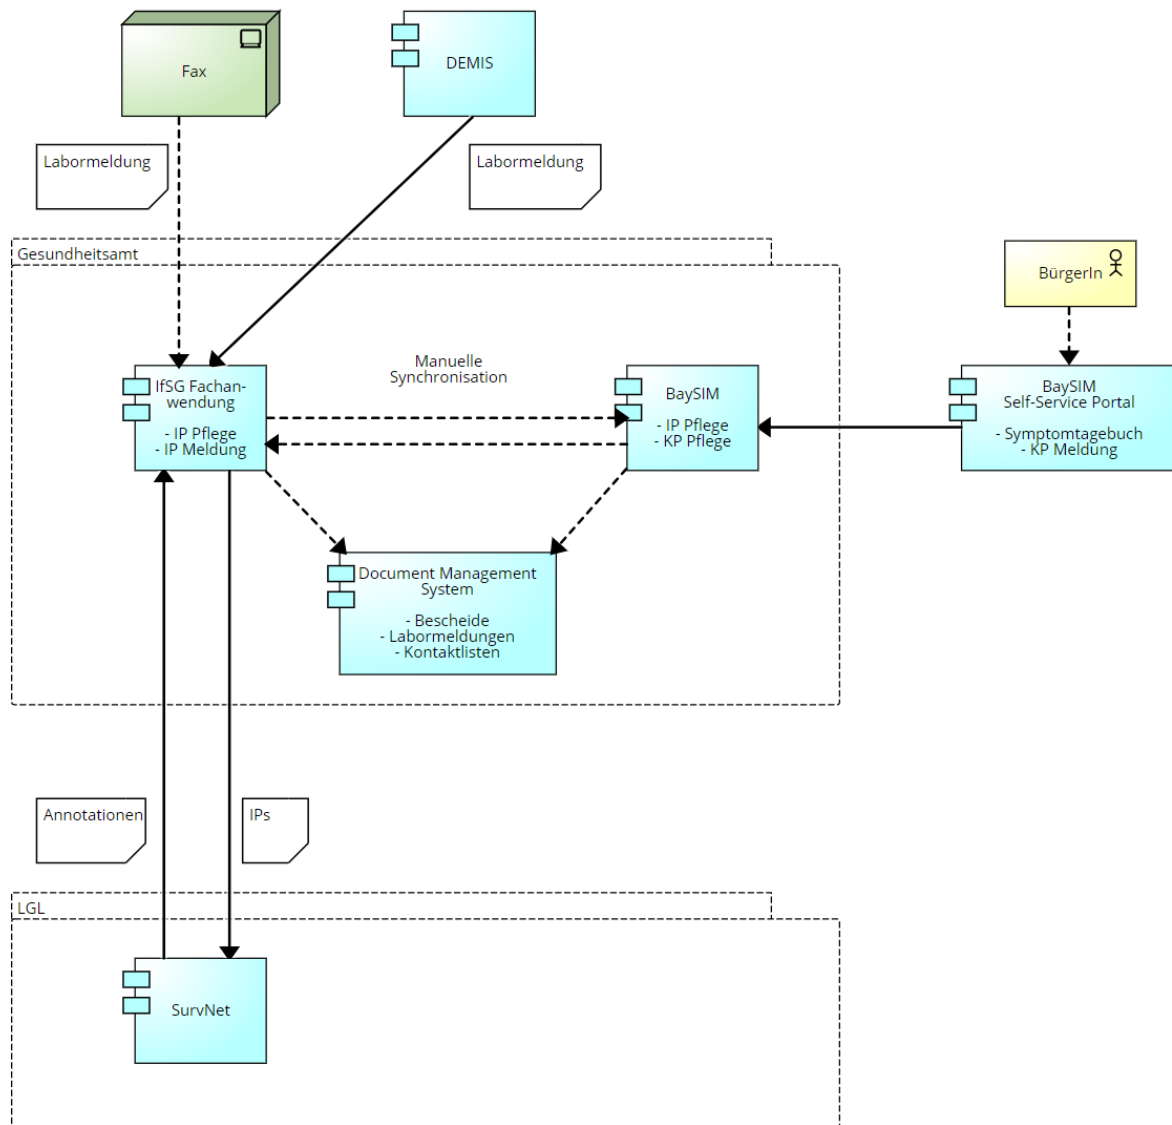 Fax
DEMIS
Labormeldung
Labormeldung
Gesundheitsamt
BürgerIn
Manuelle
Synchronisation
IfSG Fachan-
wendung
- IP Pflege
- IP Meldung
BaySIM
- IP Pflege
- KP Pflege
BaySIM
Self-Service Portal
- Symptomtagebuch
- KP Meldung
Document Management
System
- Bescheide
- Labormeldungen
- Kontaktlisten
Annotationen
IPs
LGL
SurvNet